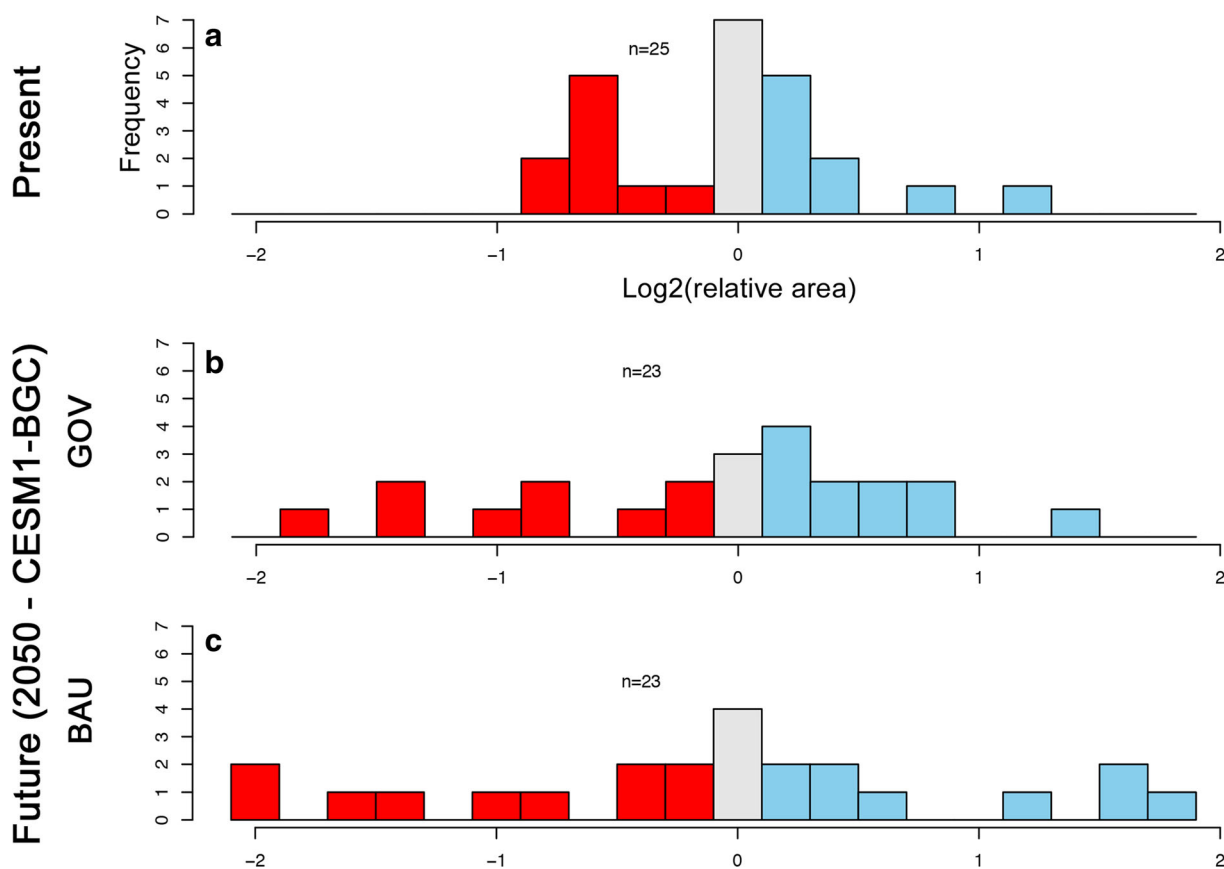 Present
a
Frequency
7
6
5
4
3
2
1
0
n=25
−2 −1 0 1 2
Log2(relative area)
Future (2050 - CESM1-BGC)
GOV
b
7
6
5
4
3
2
1
0
n=23
−2 −1 0 1 2
BAU
c
7
6
5
4
3
2
1
0
n=23
−2 −1 0 1 2